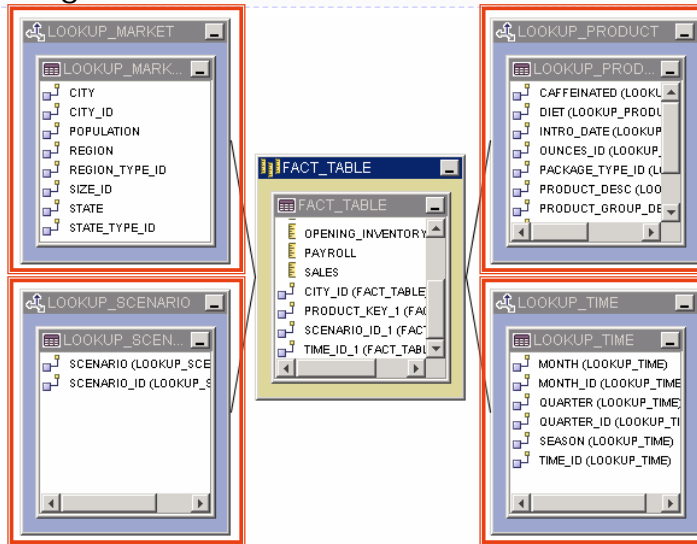 LOOKUP_MARKET
LOOKUP_MARK...
CITY
CITY_ID
POPULATION
REGION
REGION_TYPE_ID
SIZE_ID
STATE
STATE_TYPE_ID
LOOKUP_PRODUCT
LOOKUP_PROD...
CAFFEINATED (LOOKU
DIET (LOOKUP_PRODU
INTRO_DATE (LOOKUP
OUNCES_ID (LOOKUP
PACKAGE_TYPE_ID (LO
PRODUCT_DESC (LOO
PRODUCT_GROUP_DE
FACT_TABLE
FACT_TABLE
OPENING_INVENTORY
PAYROLL
SALES
CITY_ID (FACT_TABLE
PRODUCT_KEY_1 (FAC
SCENARIO_ID_1 (FACT
TIME_ID_1 (FACT_TABL
LOOKUP_SCENARIO
LOOKUP_SCEN...
SCENARIO (LOOKUP_SCE
SCENARIO_ID (LOOKUP_S
LOOKUP_TIME
LOOKUP_TIME
MONTH (LOOKUP_TIME)
MONTH_ID (LOOKUP_TIME
QUARTER (LOOKUP_TIME)
QUARTER_ID (LOOKUP_TI
SEASON (LOOKUP_TIME)
TIME_ID (LOOKUP_TIME)